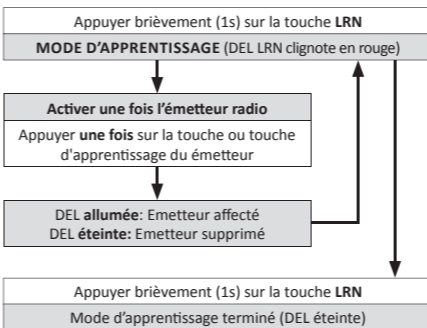 Appuyer brièvement (1s) sur la touche LRN
MODE D'APPRENTISSAGE (DEL LRN clignote en rouge)
Activer une fois l'émetteur radio
Appuyer une fois sur la touche ou touche
d'apprentissage du émetteur
DEL allumée: Emetteur affecté
DEL éteinte: Emetteur supprimé
Appuyer brièvement (1s) sur la touche LRN
Mode d'apprentissage terminé (DEL éteinte)